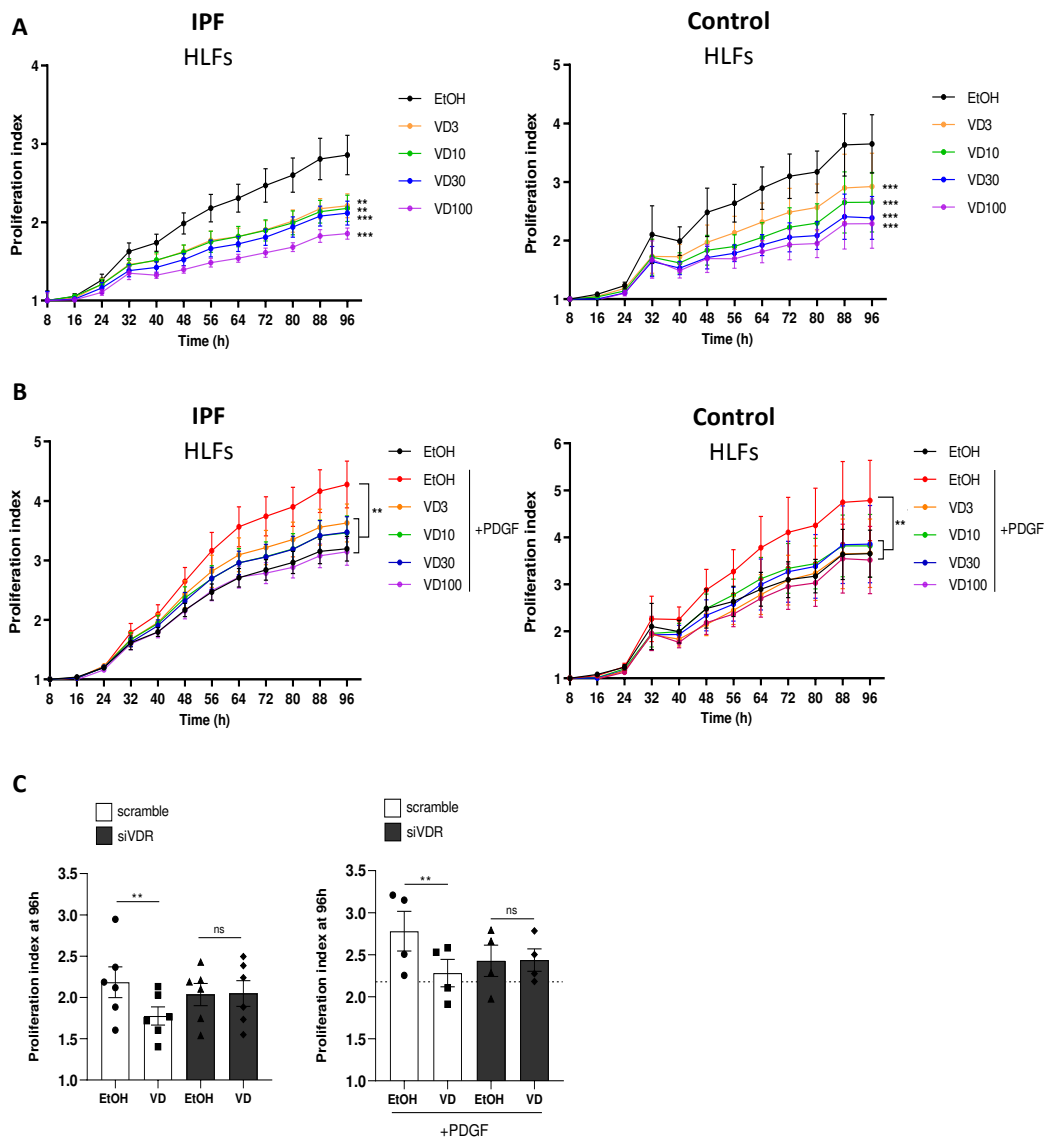 A
IPF
HLFs
Proliferation index
4
3
2
1
8 16 24 32 40 48 56 64 72 80 88 96
Time (h)
EtOH
VD3
VD10
VD30
VD100
**
**
***
***
Control
HLFs
Proliferation index
5
4
3
2
1
8 16 24 32 40 48 56 64 72 80 88 96
Time (h)
EtOH
VD3
VD10
VD30
VD100
***
***
***
***
B
IPF
HLFs
Proliferation index
5
4
3
2
1
8 16 24 32 40 48 56 64 72 80 88 96
Time (h)
**
EtOH
EtOH
VD3
VD10
VD30
VD100
+PDGF
Control
HLFs
Proliferation index
6
5
4
3
2
1
8 16 24 32 40 48 56 64 72 80 88 96
Time (h)
**
EtOH
EtOH
VD3
VD10
VD30
VD100
+PDGF
C
scramble
siVDR
Proliferation index at 96h
3.5
3.0
2.5
2.0
1.5
1.0
**
ns
EtOH VD EtOH VD
scramble
siVDR
Proliferation index at 96h
3.5
3.0
2.5
2.0
1.5
1.0
**
ns
EtOH VD EtOH VD
+PDGF